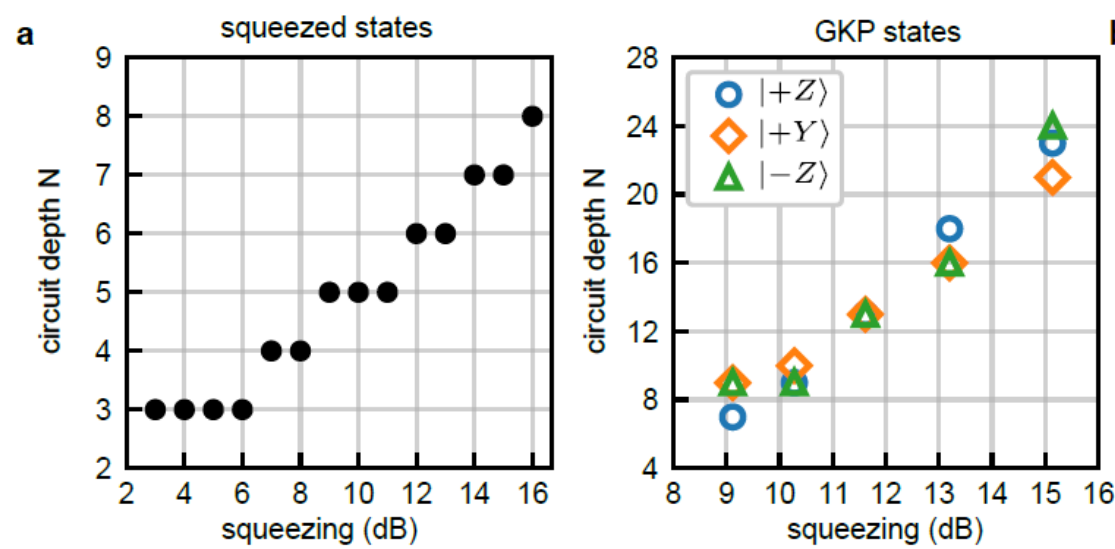 a
squeezed states
9
8
7
6
5
4
3
2
circuit depth N
2 4 6 8 10 12 14 16
squeezing (dB)
GKP states
28
24
20
16
12
8
4
circuit depth N
|+Z⟩
|+Y⟩
|−Z⟩
8 9 10 11 12 13 14 15 16
squeezing (dB)